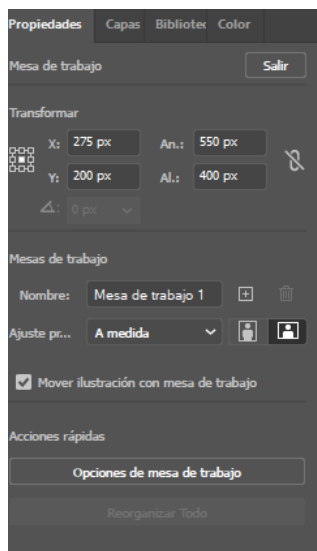 Propiedades Capas Bibliotec Color
Mesa de trabajo Salir
Transformar
X: 275 px An.: 550 px
Y: 200 px Al.: 400 px
0 px
Mesas de trabajo
Nombre: Mesa de trabajo 1
Ajuste pr... A medida
Mover ilustración con mesa de trabajo
Acciones rápidas
Opciones de mesa de trabajo
Reorganizar Todo